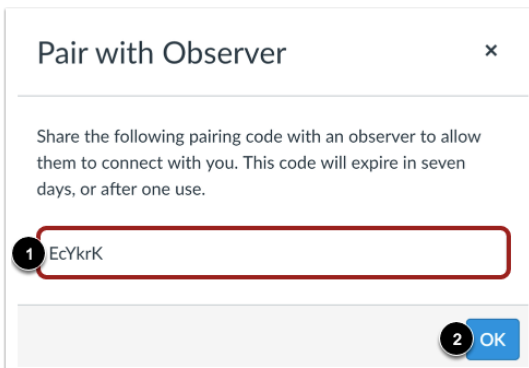 Pair with Observer ×
Share the following pairing code with an observer to allow
them to connect with you. This code will expire in seven
days, or after one use.
1 EcYkrK
2 OK